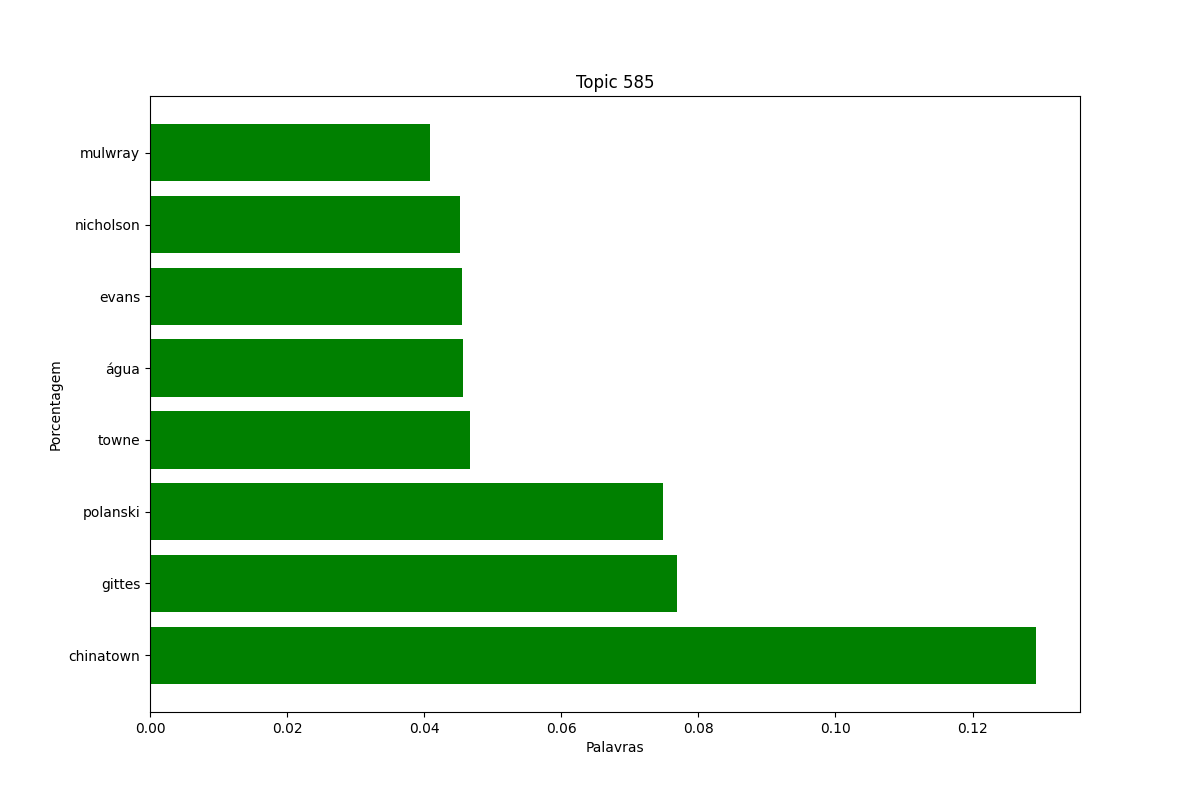 Topic 585
mulwray
nicholson
evans
água
towne
polanski
gittes
chinatown
Porcentagem
0.00 0.02 0.04 0.06 0.08 0.10 0.12
Palavras